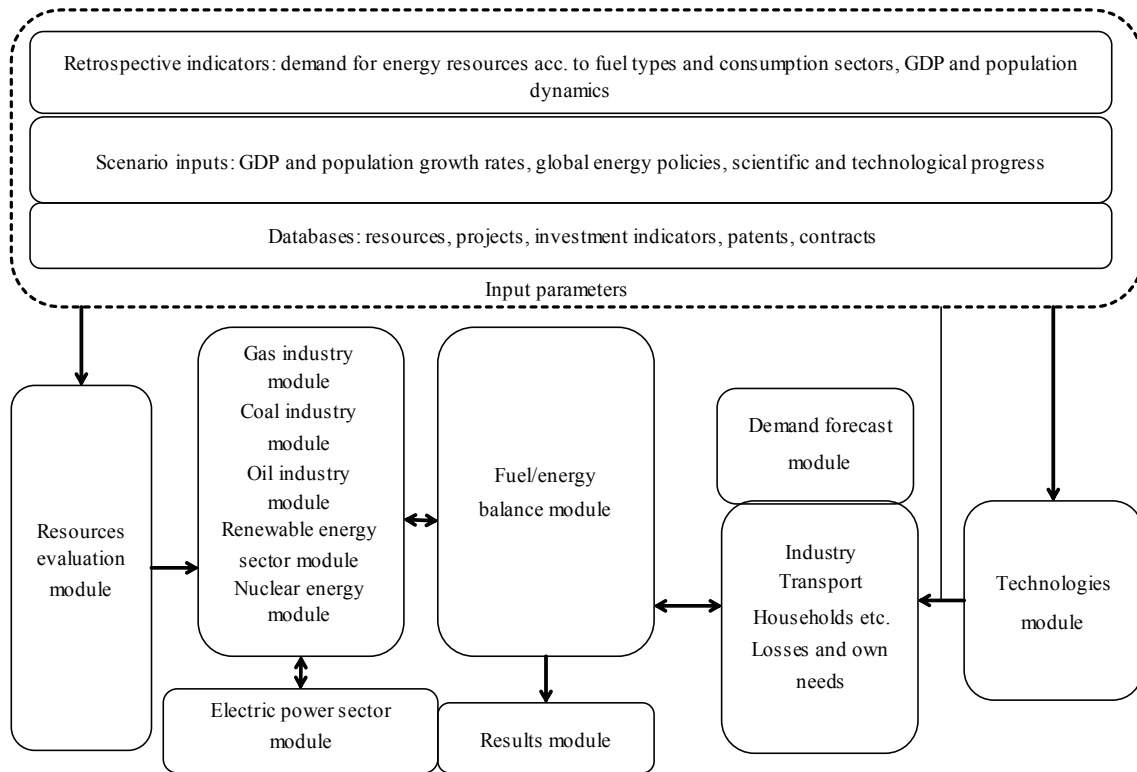 Retrospective indicators: demand for energy resources acc. to fuel types and consumption sectors, GDP and population
dynamics
Scenario inputs: GDP and population growth rates, global energy policies, scientific and technological progress
Databases: resources, projects, investment indicators, patents, contracts
Input parameters
Resources
evaluation
module
Gas industry
module
Coal industry
module
Oil industry
module
Renewable energy
sector module
Nuclear energy
module
Electric power sector
module
Fuel/energy
balance module
Results module
Demand forecast
module
Industry
Transport
Households etc.
Losses and own
needs
Technologies
module